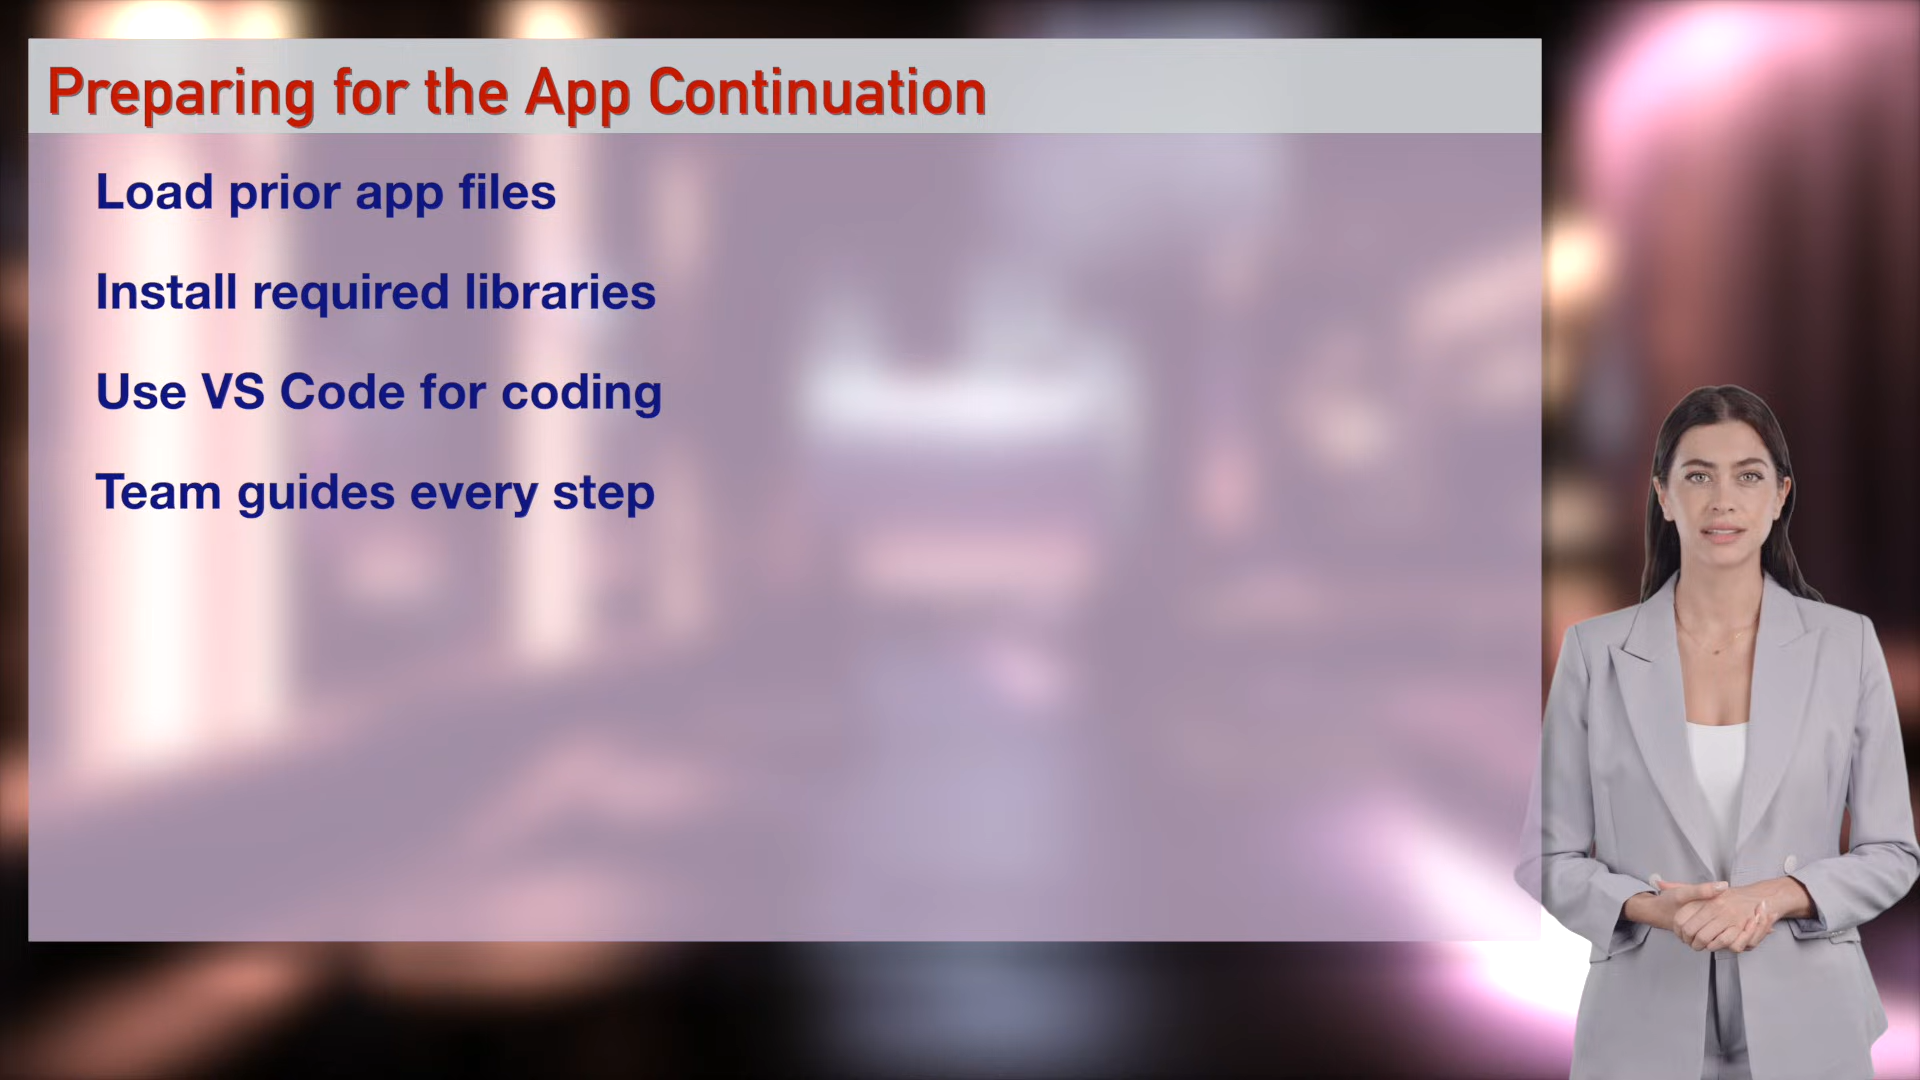 Preparing for the App Continuation
Load prior app files
Install required libraries
Use VS Code for coding
Team guides every step